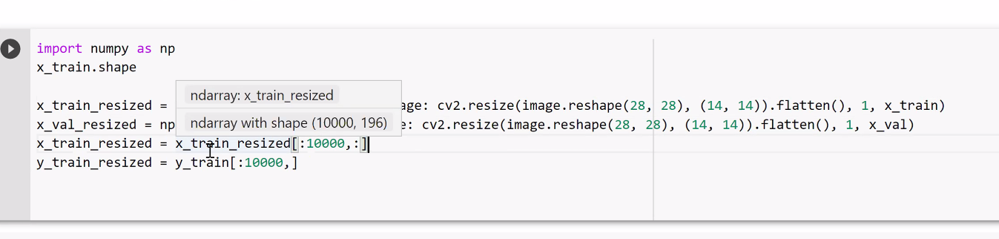 import numpy as np
x_train.shape
ndarray: x_train_resized
ndarray with shape (10000, 196)
x_train_resized = age: cv2.resize(image.reshape(28, 28), (14, 14)).flatten(), 1, x_train)
x_val_resized = np e: cv2.resize(image.reshape(28, 28), (14, 14)).flatten(), 1, x_val)
x_train_resized = x_train_resized[:10000,:]
y_train_resized = y_train[:10000,]